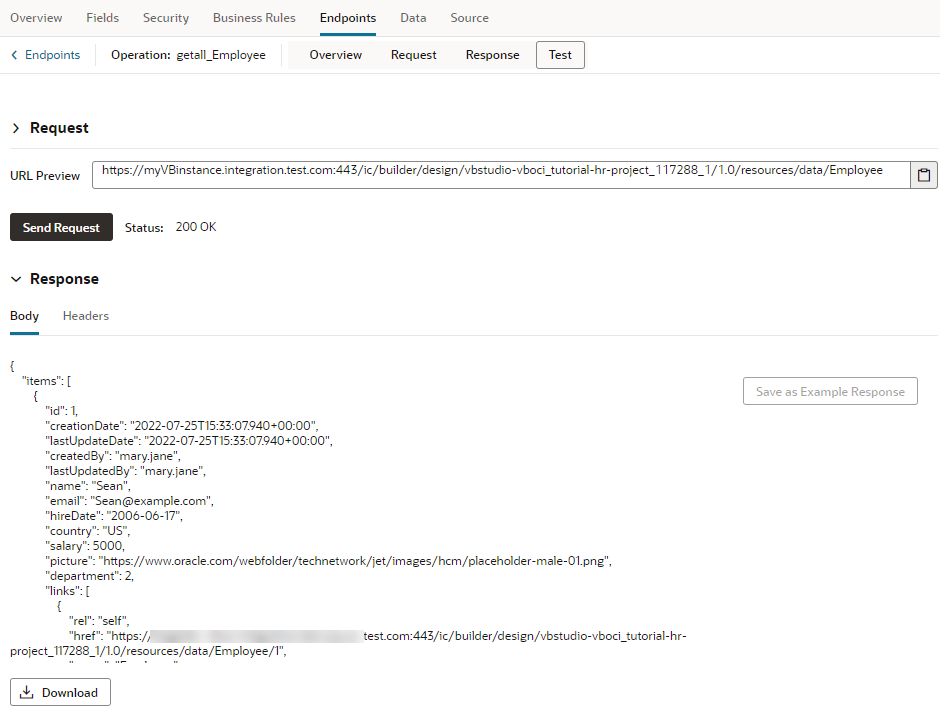 Overview Fields Security Business Rules Endpoints Data Source
Endpoints Operation: getall_Employee Overview Request Response Test
Request
URL Preview https://myVBinstance.integration.test.com:443/ic/builder/design/vbstudio-vboci_tutorial-hr-project_117288_1/1.0/resources/data/Employee
Send Request Status: 200 OK
Response
Body Headers
{
"items": [
Save as Example Response
{
"id": 1,
"creationDate": "2022-07-25T15:33:07.940+00:00",
"lastUpdateDate": "2022-07-25T15:33:07.940+00:00",
"createdBy": "mary.jane",
"lastUpdatedBy": "mary.jane",
"name": "Sean",
"email": "Sean@example.com",
"hireDate": "2006-06-17",
"country": "US",
"salary": 5000,
"picture": "https://www.oracle.com/webfolder/technetwork/jet/images/hcm/placeholder-male-01.png",
"department": 2,
"links": [
{
"rel": "self",
"href": "https:// test.com:443/ic/builder/design/vbstudio-vboci_tutorial-hr-
project_117288_1/1.0/resources/data/Employee/1",
Download